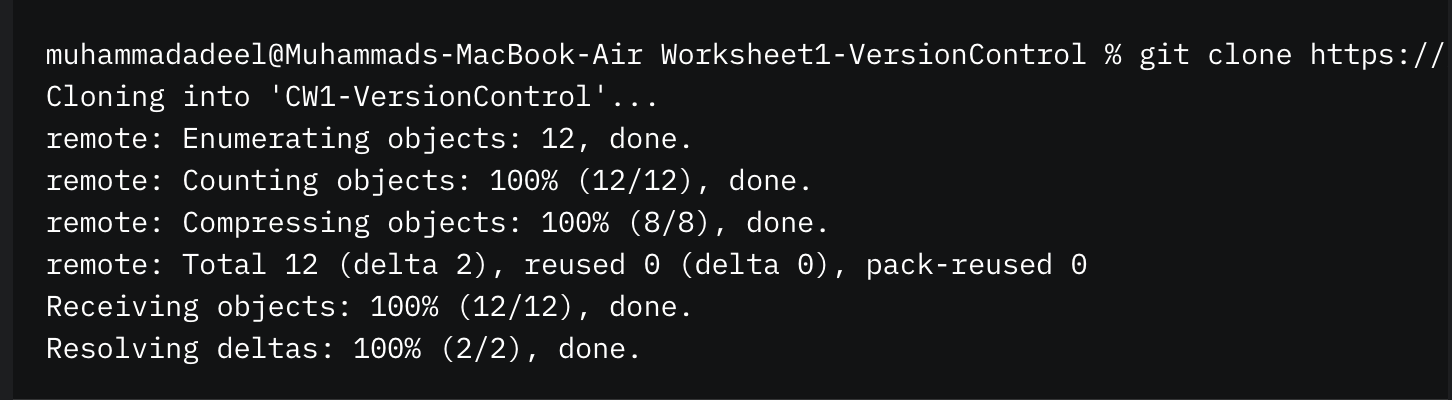 muhammadadeel@Muhammads-MacBook-Air Worksheet1-VersionControl % git clone https://
Cloning into 'CW1-VersionControl'...
remote: Enumerating objects: 12, done.
remote: Counting objects: 100% (12/12), done.
remote: Compressing objects: 100% (8/8), done.
remote: Total 12 (delta 2), reused 0 (delta 0), pack-reused 0
Receiving objects: 100% (12/12), done.
Resolving deltas: 100% (2/2), done.